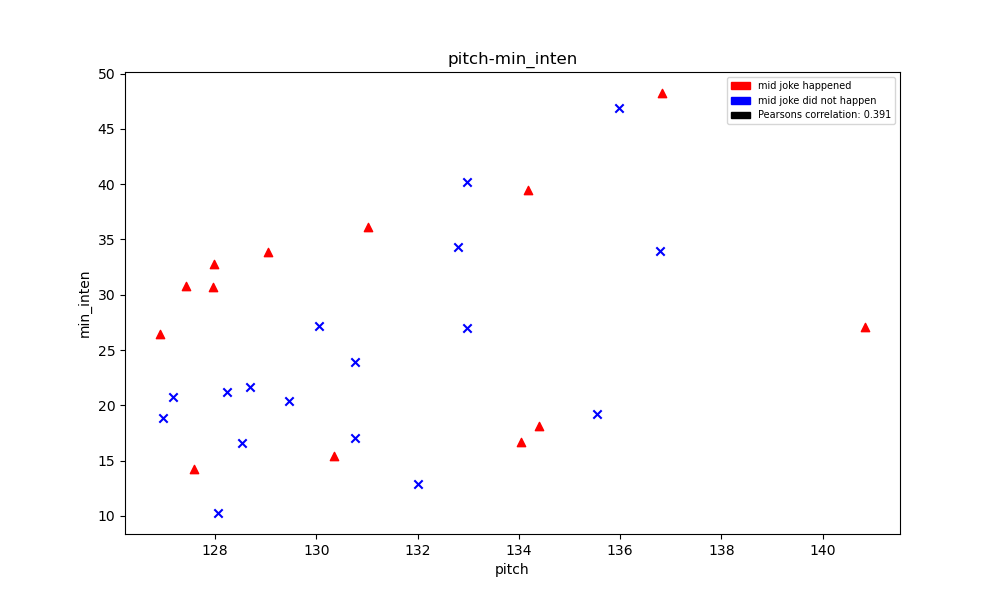 pitch-min_inten
mid joke happened
mid joke did not happen
Pearsons correlation: 0.391
50
45
40
35
30
25
20
15
10
min_inten
128 130 132 134 136 138 140
pitch